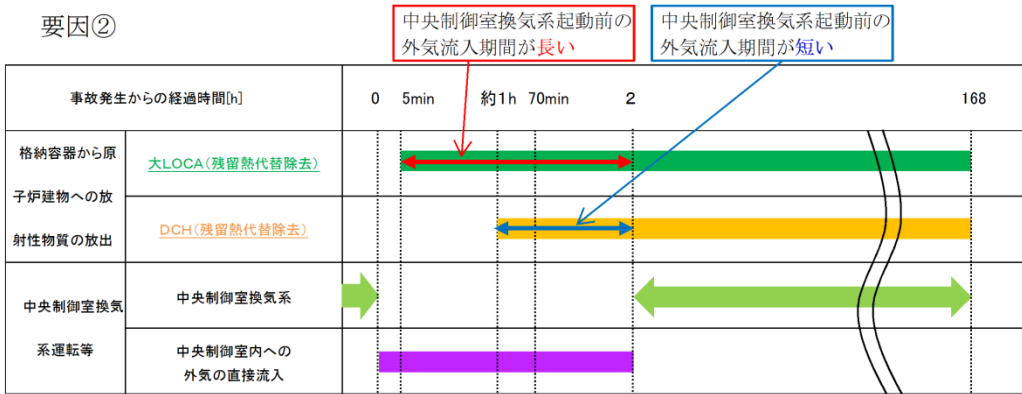 要因②
中央制御室換気系起動前の
外気流入期間が長い
中央制御室換気系起動前の
外気流入期間が短い
事故発生からの経過時間[h]
0 5min 約1h 70min 2 168
格納容器から原
子炉建物への放
射性物質の放出
大LOCA(残留熱代替除去)
DCH(残留熱代替除去)
中央制御室換気
系運転等
中央制御室換気系
中央制御室内への
外気の直接流入